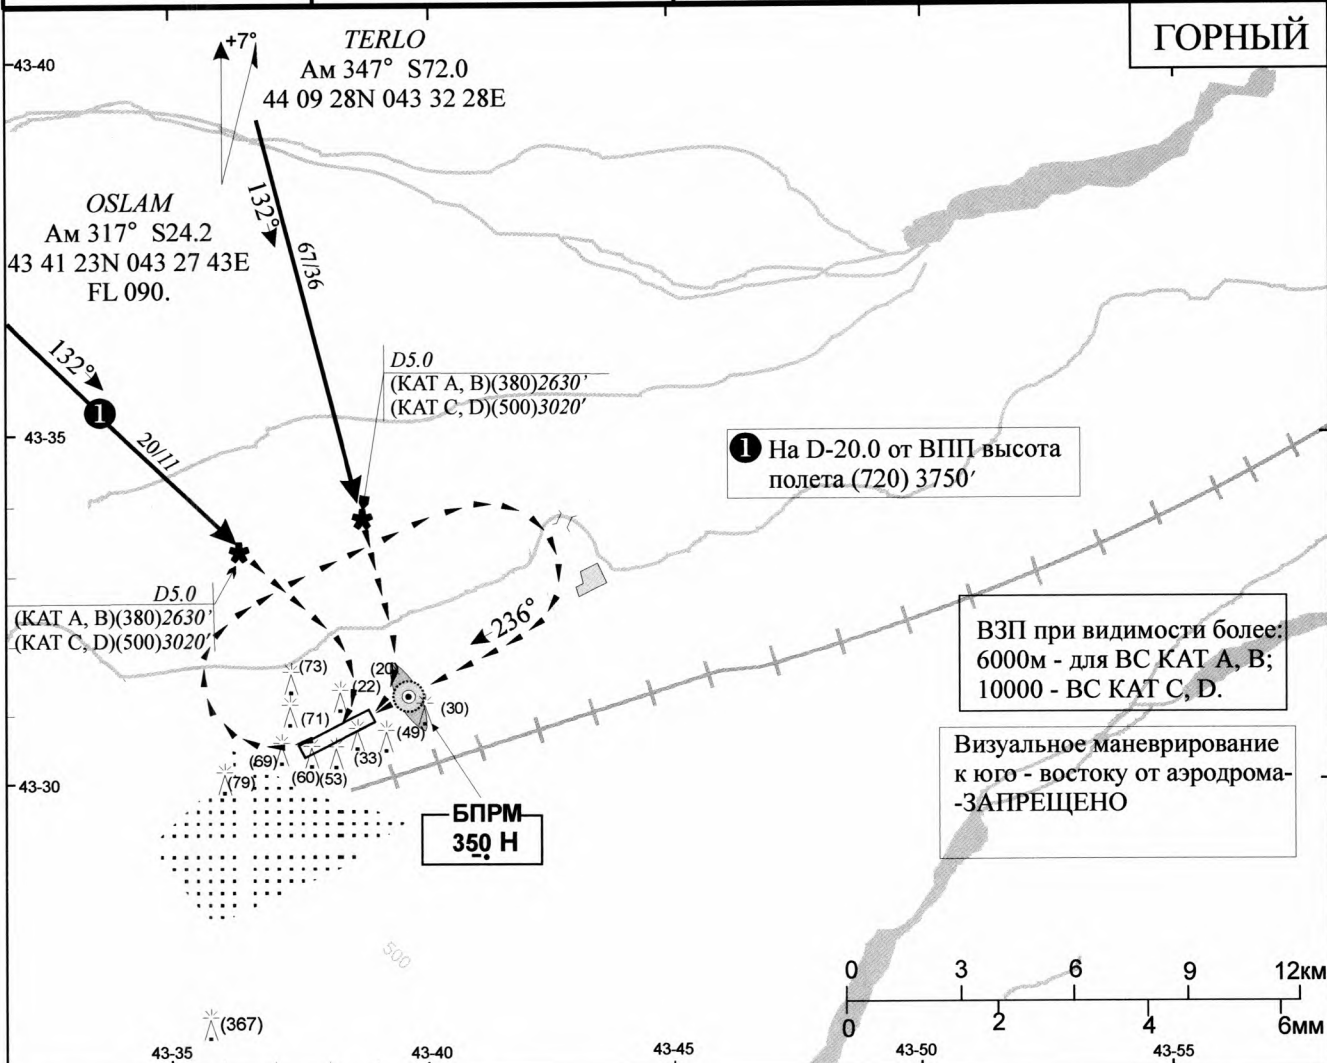 ГОРНЫЙ
+7°
TERLO
Ам 347° S72.0
44 09 28N 043 32 28E
43-40
OSLAM
Ам 317° S24.2
43 41 23N 043 27 43E
FL 090.
132°
67/36
132°
1
20/11
D5.0
(КАТ A, B)(380)2630'
(КАТ C, D)(500)3020'
43-35
1 На D-20.0 от ВПП высота
полета (720) 3750'
D5.0
(КАТ A, B)(380)2630'
(КАТ C, D)(500)3020'
236°
ВЗП при видимости более:
6000м - для ВС КАТ А, В;
10000 - ВС КАТ С, D.
(73)
(20)
(22)
(30)
(71)
(49)
(33)
(69)
(60)
(53)
(79)
Визуальное маневрирование
к юго - востоку от аэродрома-
-ЗАПРЕЩЕНО
43-30
БПРМ
350 Н
500
0 3 6 9 12км
0 2 4 6мм
(367)
43-35
43-40
43-45
43-50
43-55